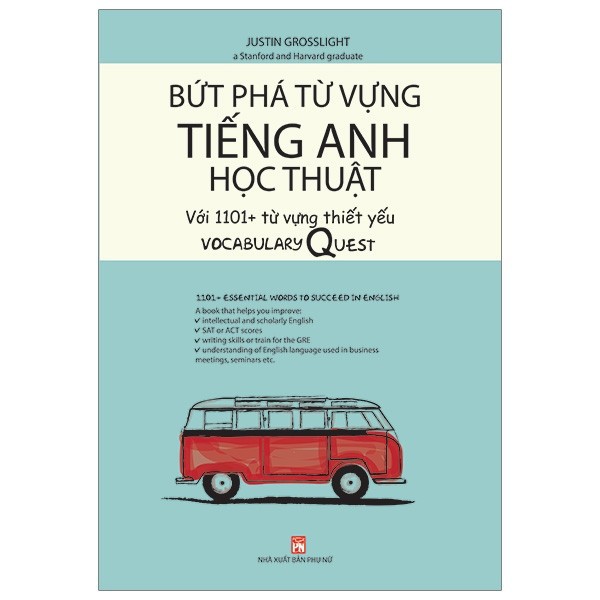 JUSTIN GROSSLIGHT
a Stanford and Harvard graduate
BỨT PHÁ TỪ VỰNG
TIẾNG ANH
HỌC THUẬT
Với 1101+ từ vựng thiết yếu
VOCABULARY QUEST
1101+ ESSENTIAL WORDS TO SUCCEED IN ENGLISH
A book that helps you improve:
✓ intellectual and scholarly English
✓ SAT or ACT scores
✓ writing skills or train for the GRE
✓ understanding of English language used in business
meetings, seminars etc.
PN
NHÀ XUẤT BẢN PHỤ NỮ